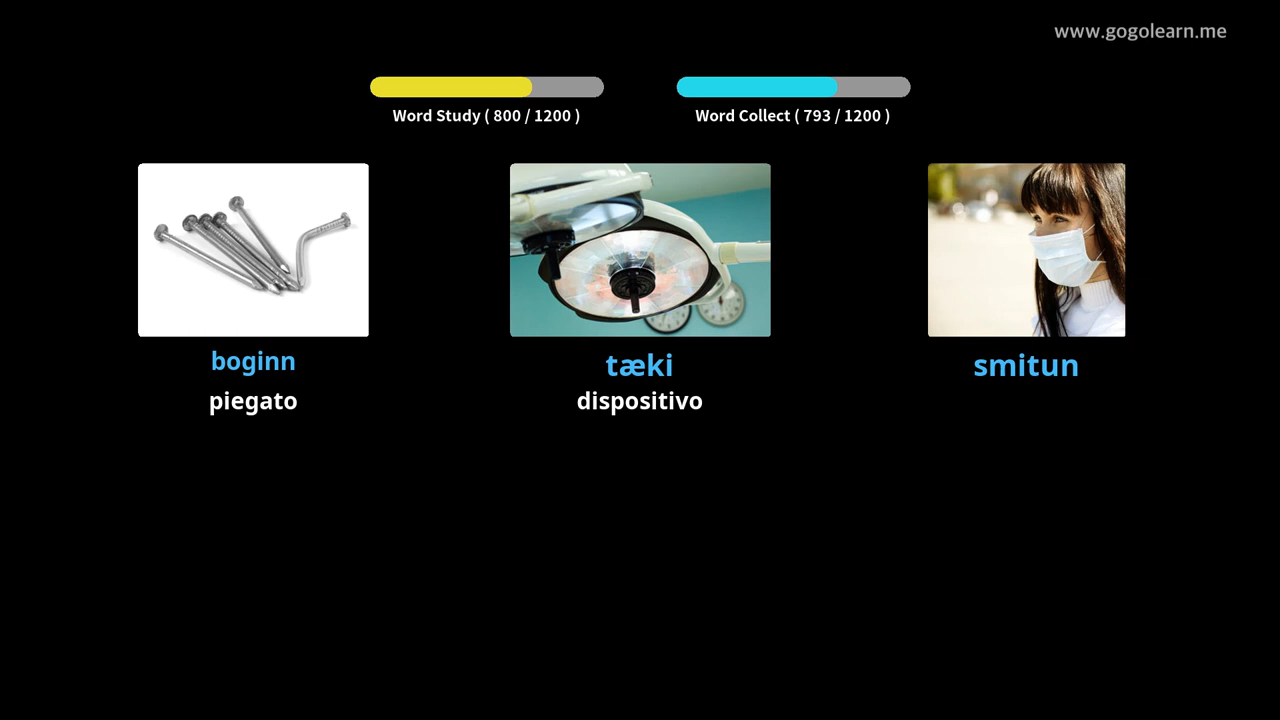 www.gogolearn.me
Word Study ( 800 / 1200 )
Word Collect ( 793 / 1200 )
boginn
tæki
smitun
piegato
dispositivo